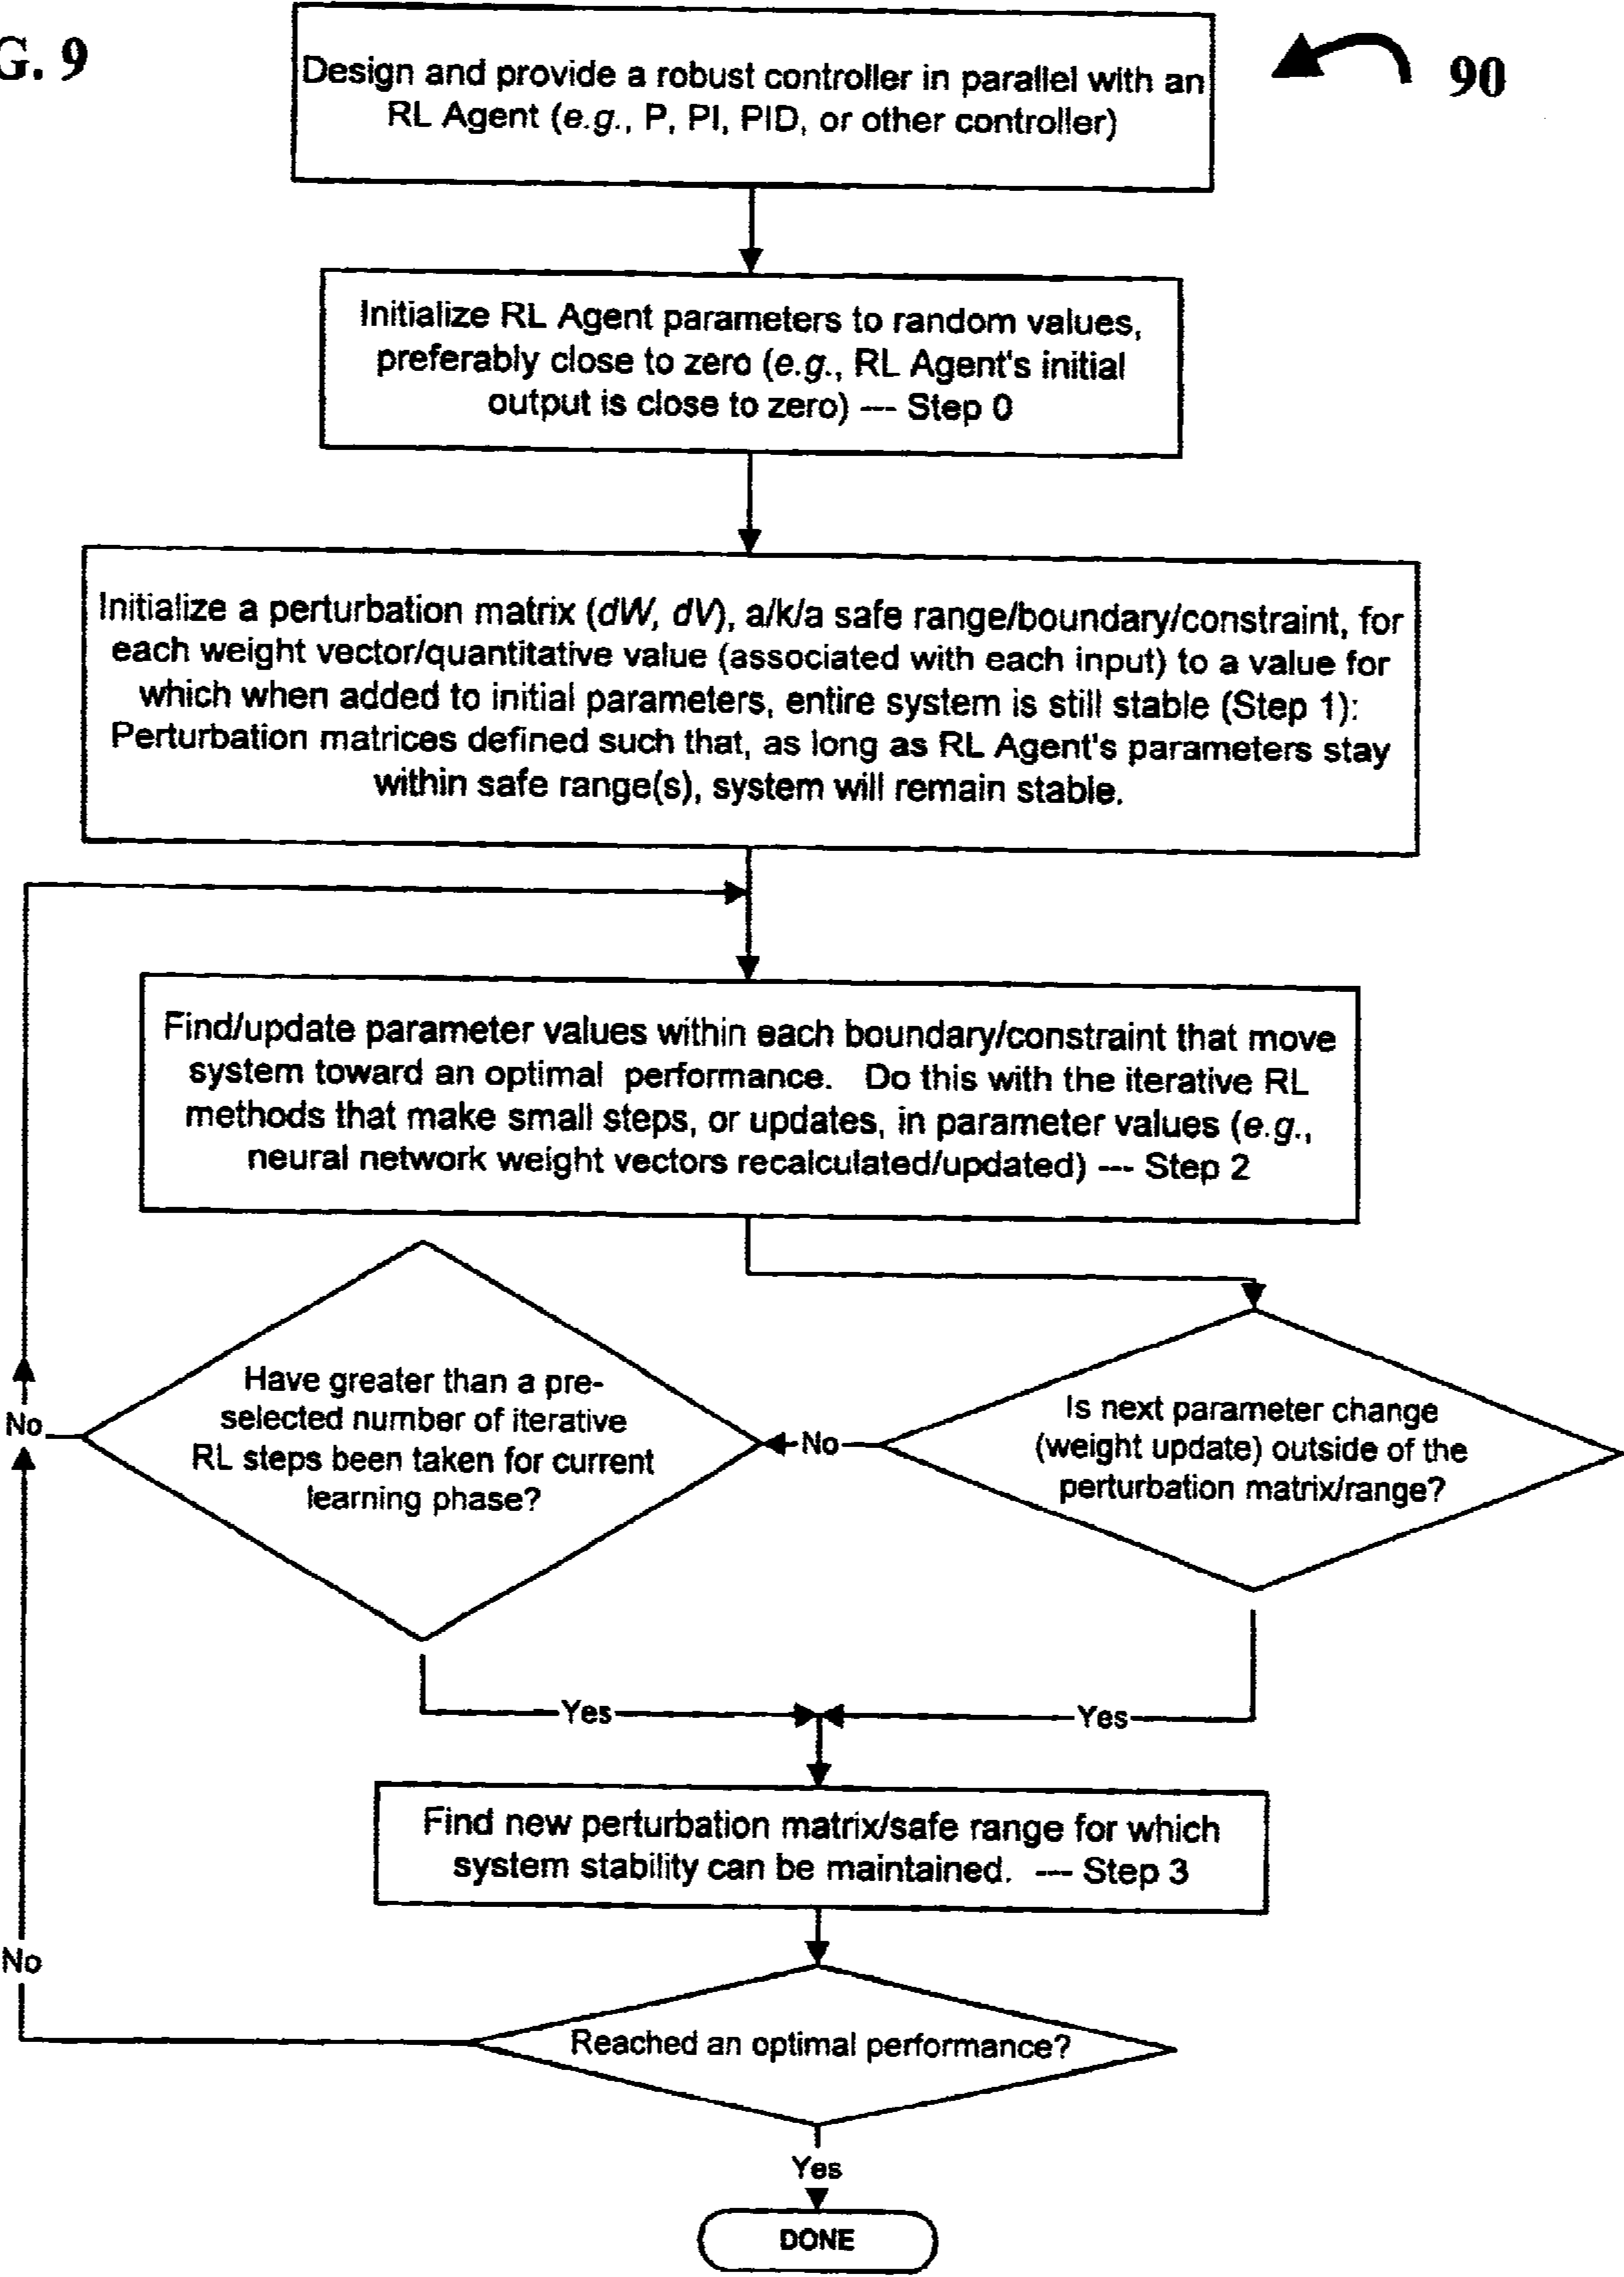 G. 9
90
Design and provide a robust controller in parallel with an
RL Agent (e.g., P, PI, PID, or other controller)
Initialize RL Agent parameters to random values,
preferably close to zero (e.g., RL Agent's initial
output is close to zero) --- Step 0
Initialize a perturbation matrix (dW, dV), a/k/a safe range/boundary/constraint, for
each weight vector/quantitative value (associated with each input) to a value for
which when added to initial parameters, entire system is still stable (Step 1):
Perturbation matrices defined such that, as long as RL Agent's parameters stay
within safe range(s), system will remain stable.
Find/update parameter values within each boundary/constraint that move
system toward an optimal performance. Do this with the iterative RL
methods that make small steps, or updates, in parameter values (e.g.,
neural network weight vectors recalculated/updated) --- Step 2
Have greater than a pre-
selected number of iterative
RL steps been taken for current
learning phase?
No
No
Is next parameter change
(weight update) outside of the
perturbation matrix/range?
Yes
Yes
Find new perturbation matrix/safe range for which
system stability can be maintained. --- Step 3
No
Reached an optimal performance?
Yes
DONE